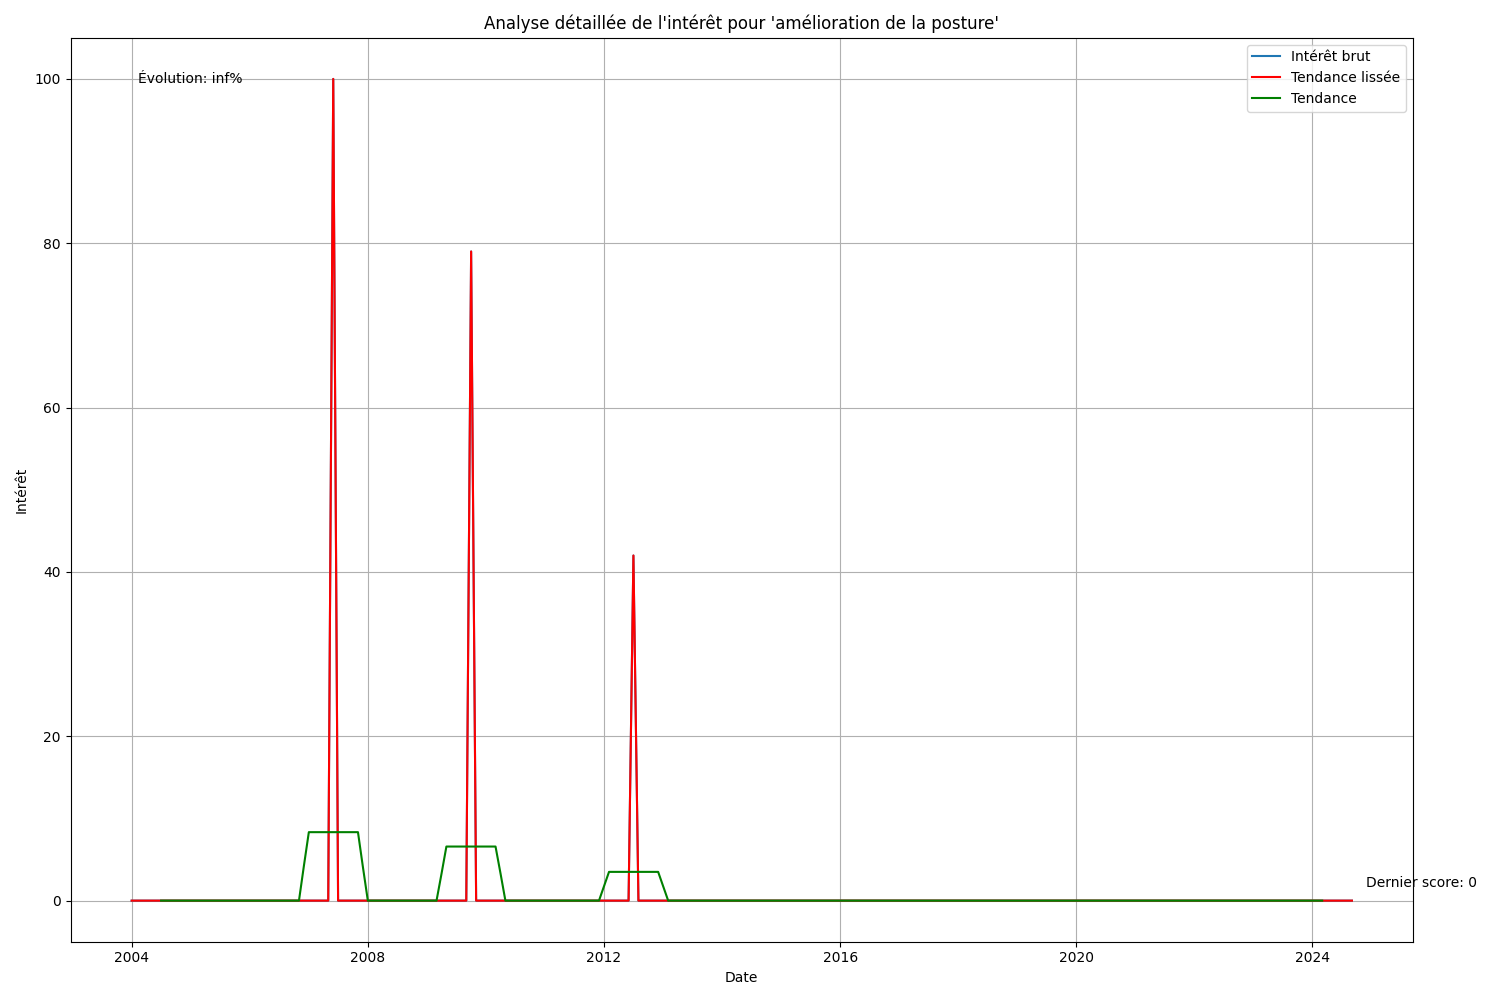 Analyse détaillée de l'intérêt pour 'amélioration de la posture'
Évolution: inf%
Intérêt brut
Tendance lissée
Tendance
100
80
60
40
20
0
Intérêt
Dernier score: 0
2004
2008
2012
2016
2020
2024
Date